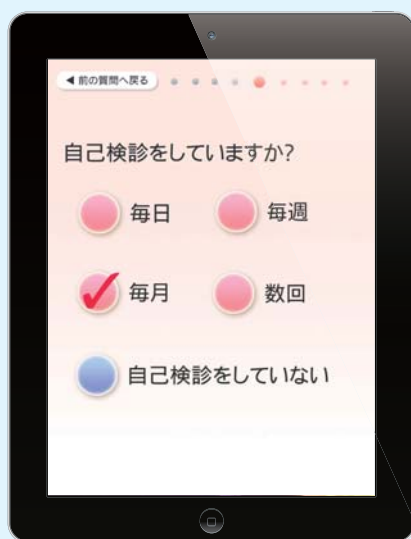 ◀前の質問へ戻る
自己検診をしていますか?
毎日 毎週
毎月 数回
自己検診をしていない